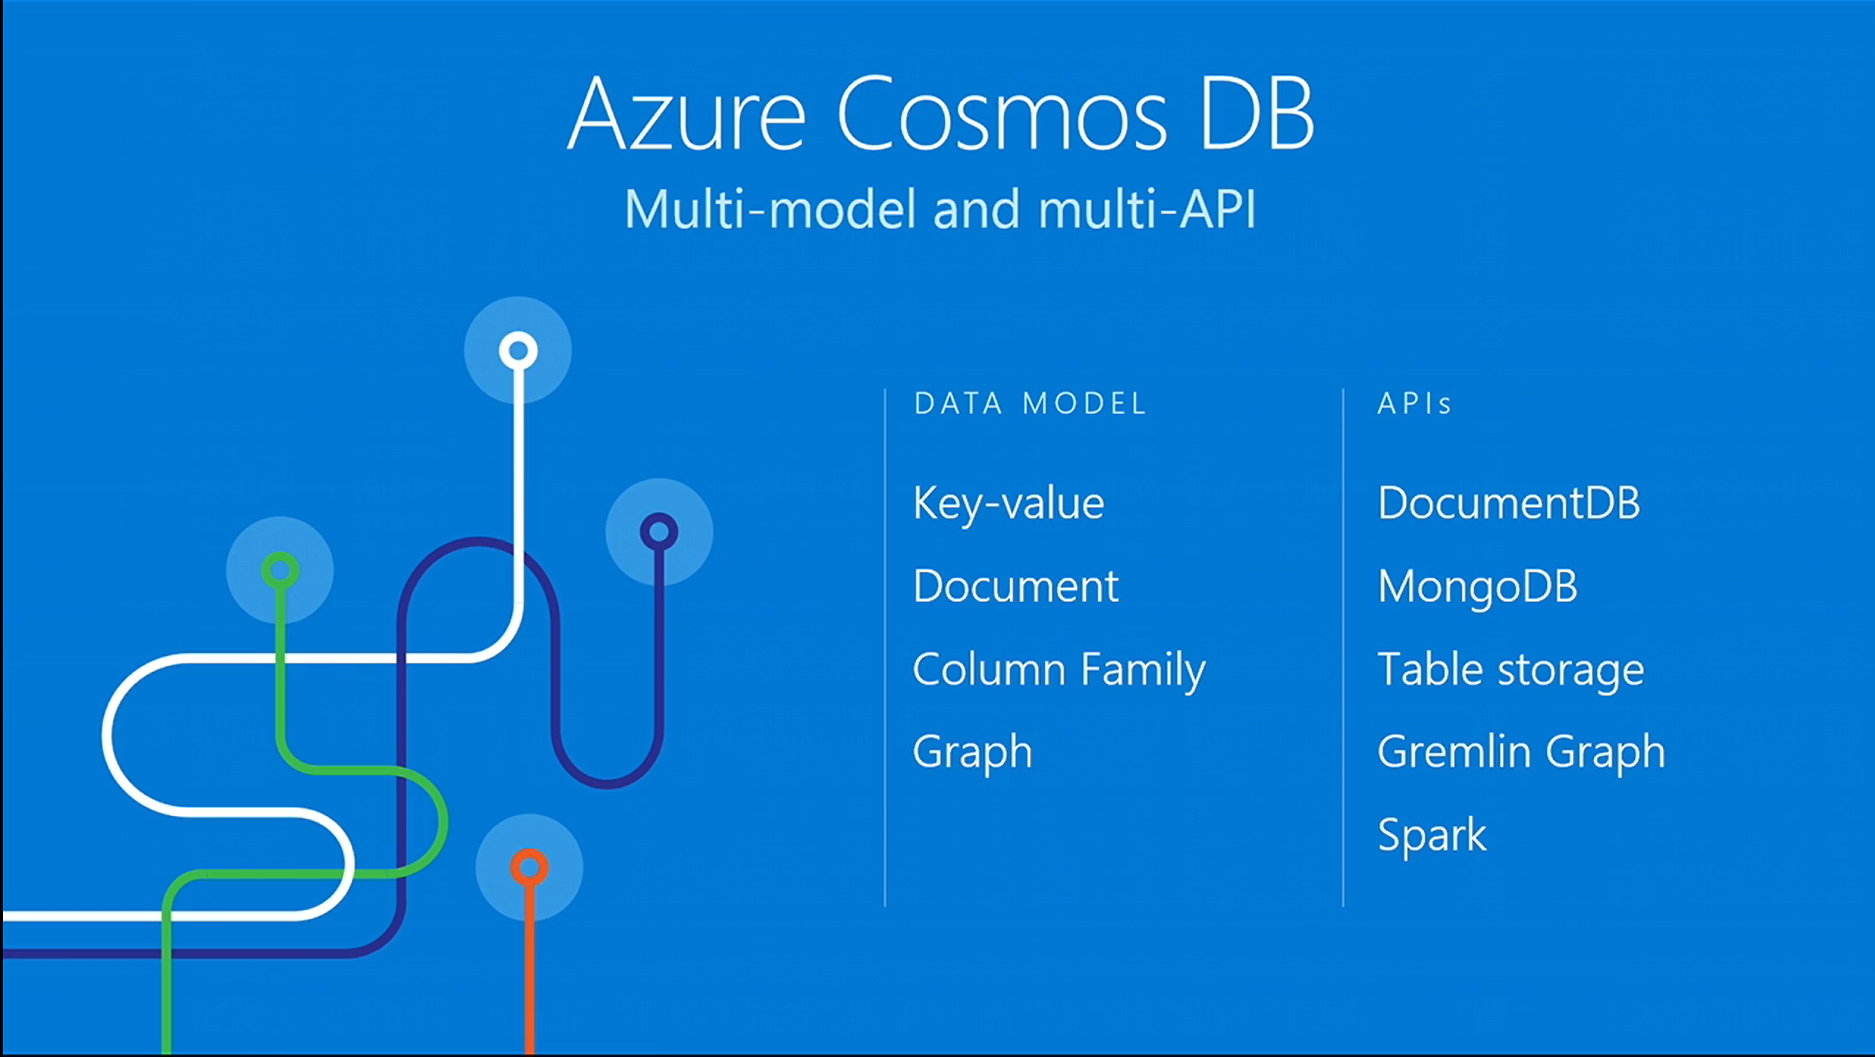 Azure Cosmos DB
Multi-model and multi-API
DATA MODEL
Key-value
Document
Column Family
Graph
APIs
DocumentDB
MongoDB
Table storage
Gremlin Graph
Spark